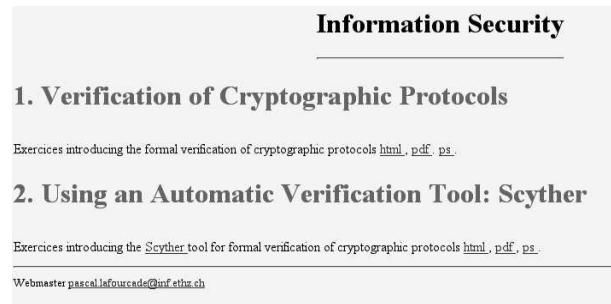 Information Security
1. Verification of Cryptographic Protocols
Exercices introducing the formal verification of cryptographic protocols html , pdf . ps .
2. Using an Automatic Verification Tool: Scyther
Exercices introducing the Scyther tool for formal verification of cryptographic protocols html , pdf , ps .
Webmaster pascal.lafourcade@inf.ethz.ch